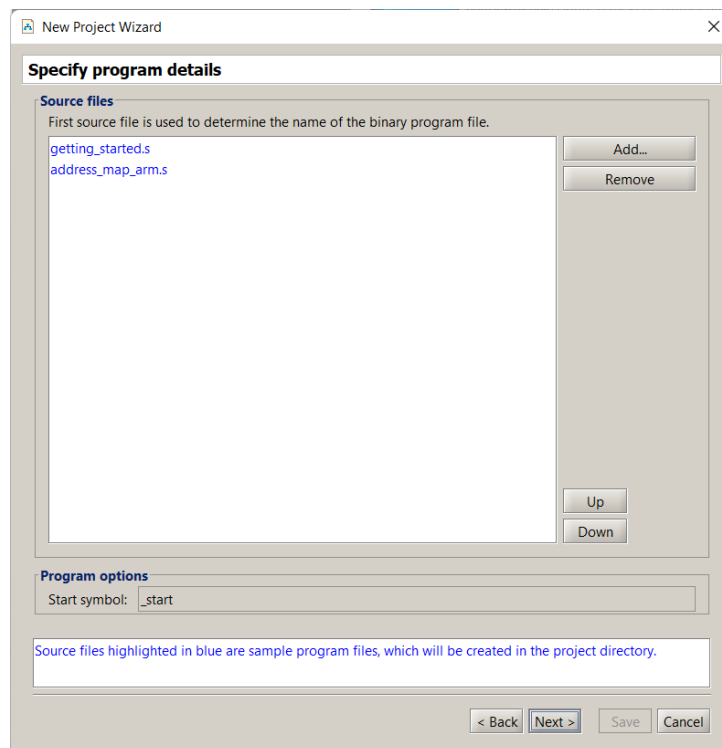 New Project Wizard
Specify program details
Source files
First source file is used to determine the name of the binary program file.
getting_started.s
address_map_arm.s
Add...
Remove
Up
Down
Program options
Start symbol: _start
Source files highlighted in blue are sample program files, which will be created in the project directory.
< Back Next > Save Cancel